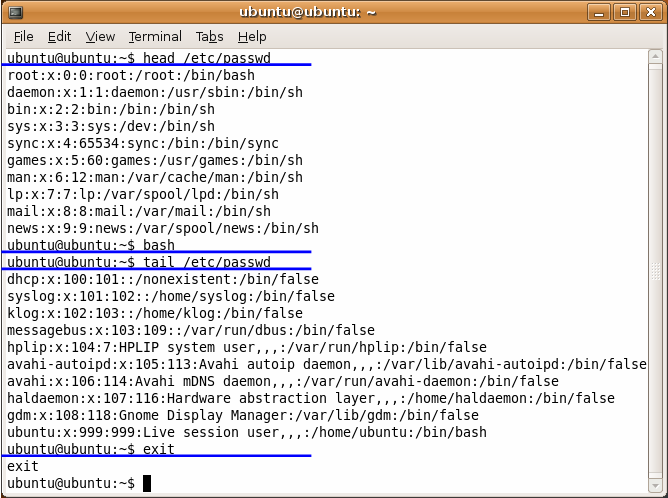 ubuntu@ubuntu: ~
File Edit View Terminal Tabs Help
ubuntu@ubuntu:~$ head /etc/passwd
root:x:0:0:root:/root:/bin/bash
daemon:x:1:1:daemon:/usr/sbin:/bin/sh
bin:x:2:2:bin:/bin:/bin/sh
sys:x:3:3:sys:/dev:/bin/sh
sync:x:4:65534:sync:/bin:/bin/sync
games:x:5:60:games:/usr/games:/bin/sh
man:x:6:12:man:/var/cache/man:/bin/sh
lp:x:7:7:lp:/var/spool/lpd:/bin/sh
mail:x:8:8:mail:/var/mail:/bin/sh
news:x:9:9:news:/var/spool/news:/bin/sh
ubuntu@ubuntu:~$ bash
ubuntu@ubuntu:~$ tail /etc/passwd
dhcp:x:100:101::/nonexistent:/bin/false
syslog:x:101:102::/home/syslog:/bin/false
klog:x:102:103::/home/klog:/bin/false
messagebus:x:103:109::/var/run/dbus:/bin/false
hplip:x:104:7:HPLIP system user,,,:/var/run/hplip:/bin/false
avahi-autoipd:x:105:113:Avahi autoip daemon,,,:/var/lib/avahi-autoipd:/bin/false
avahi:x:106:114:Avahi mDNS daemon,,,:/var/run/avahi-daemon:/bin/false
haldaemon:x:107:116:Hardware abstraction layer,,,:/home/haldaemon:/bin/false
gdm:x:108:118:Gnome Display Manager:/var/lib/gdm:/bin/false
ubuntu:x:999:999:Live session user,,,:/home/ubuntu:/bin/bash
ubuntu@ubuntu:~$ exit
exit
ubuntu@ubuntu:~$